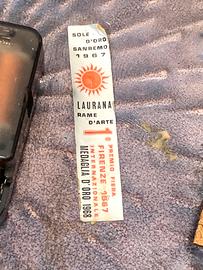 SOLE
D'ORO
SANREMO
1967
LAURANA
RAME
D'ARTE
1° PREMIO FIERA
INTERNAZIONALE
FIRENZE 1967
MEDAGLIA D'ORO 1968